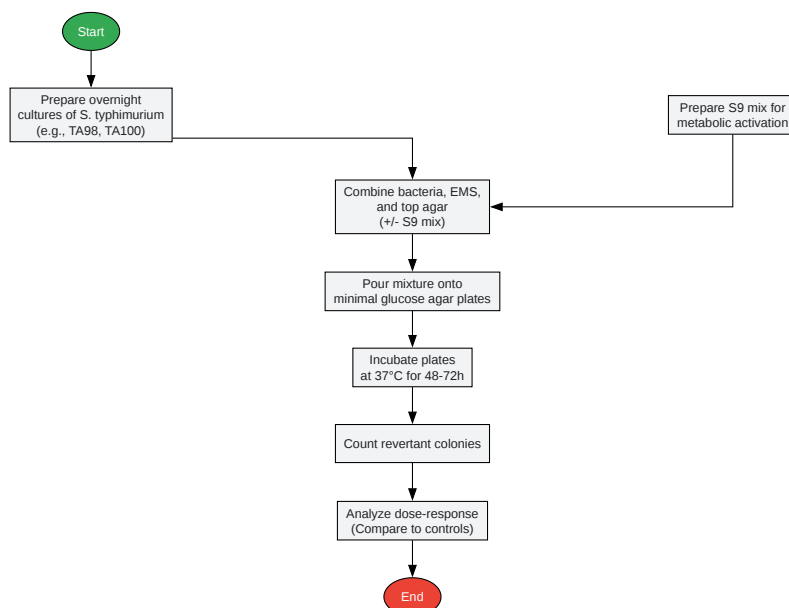 Start
Prepare overnight
cultures of S. typhimurium
(e.g., TA98, TA100)
Prepare S9 mix for
metabolic activation
Combine bacteria, EMS,
and top agar
(+/- S9 mix)
Pour mixture onto
minimal glucose agar plates
Incubate plates
at 37°C for 48-72h
Count revertant colonies
Analyze dose-response
(Compare to controls)
End